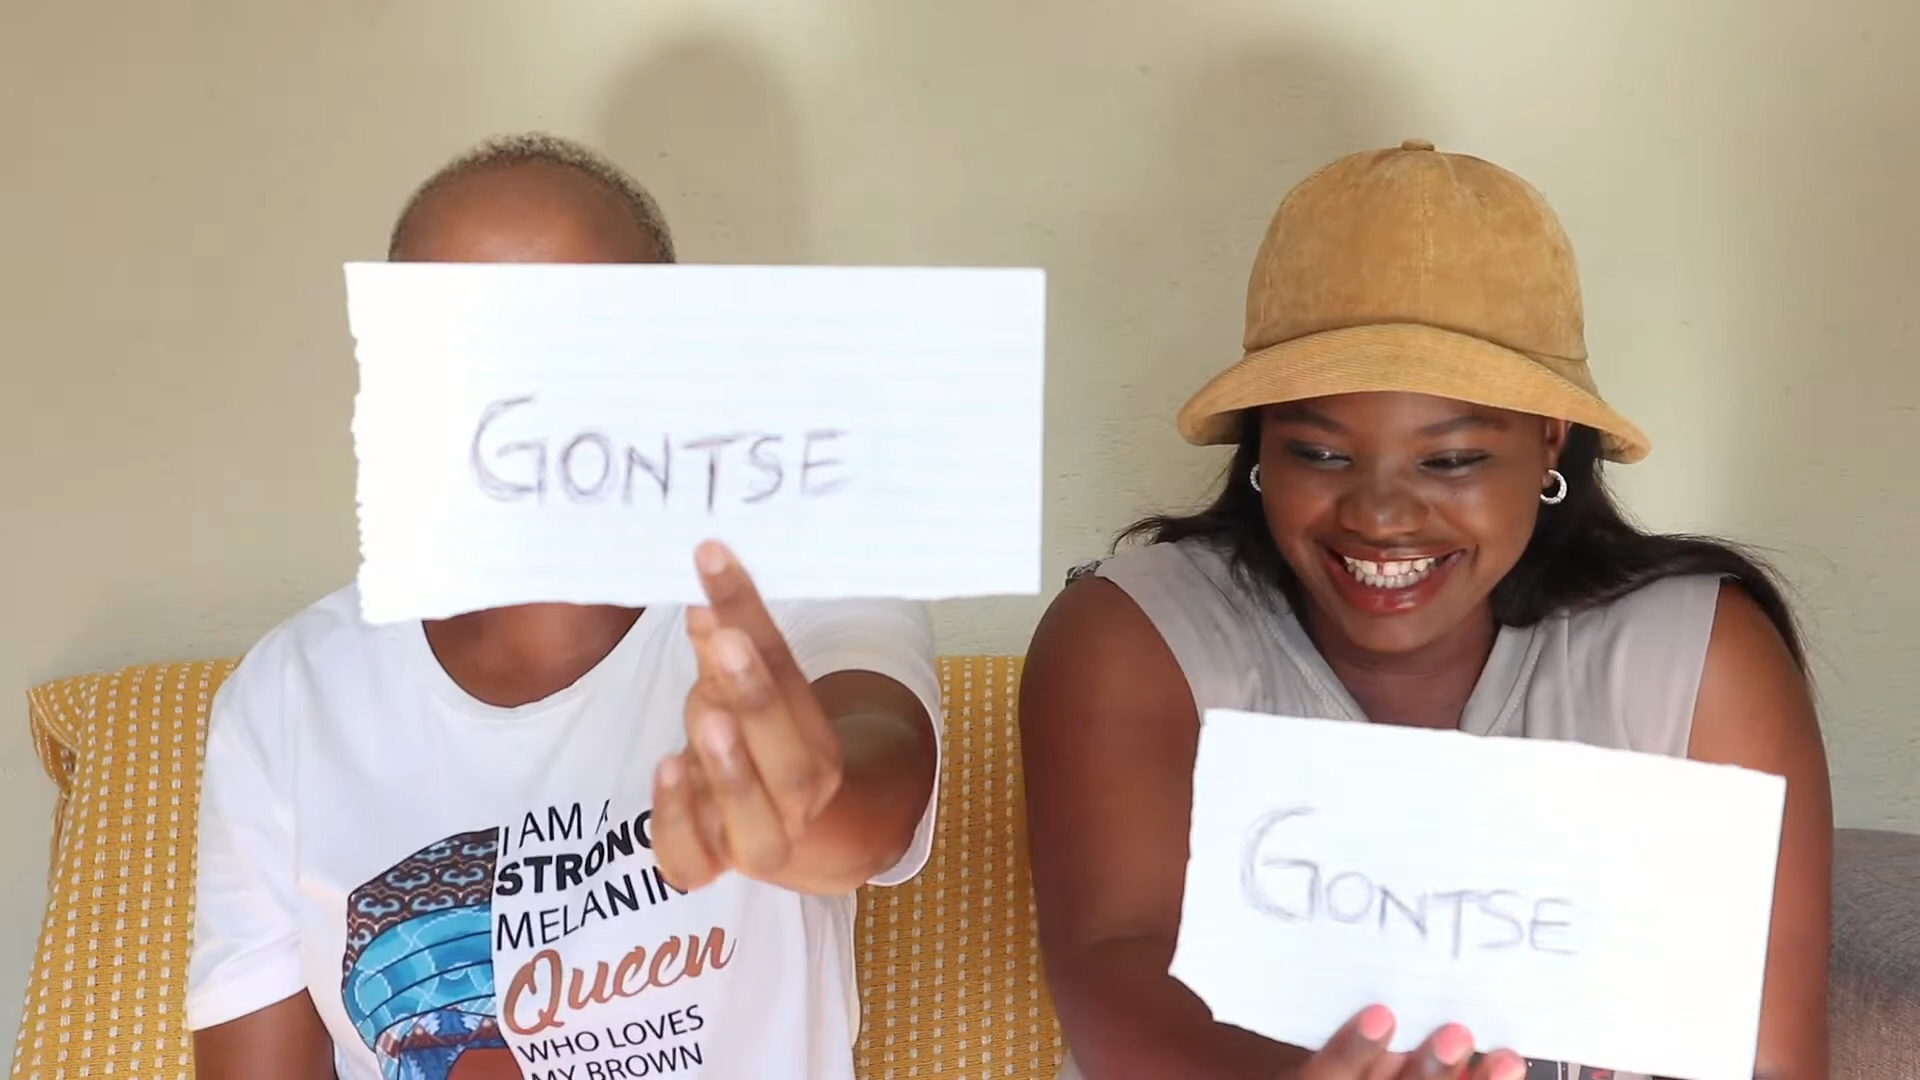 GONTSE
I AM A
STRONG
MELANIN
Queen
WHO LOVES
MY BROWN
GONTSE